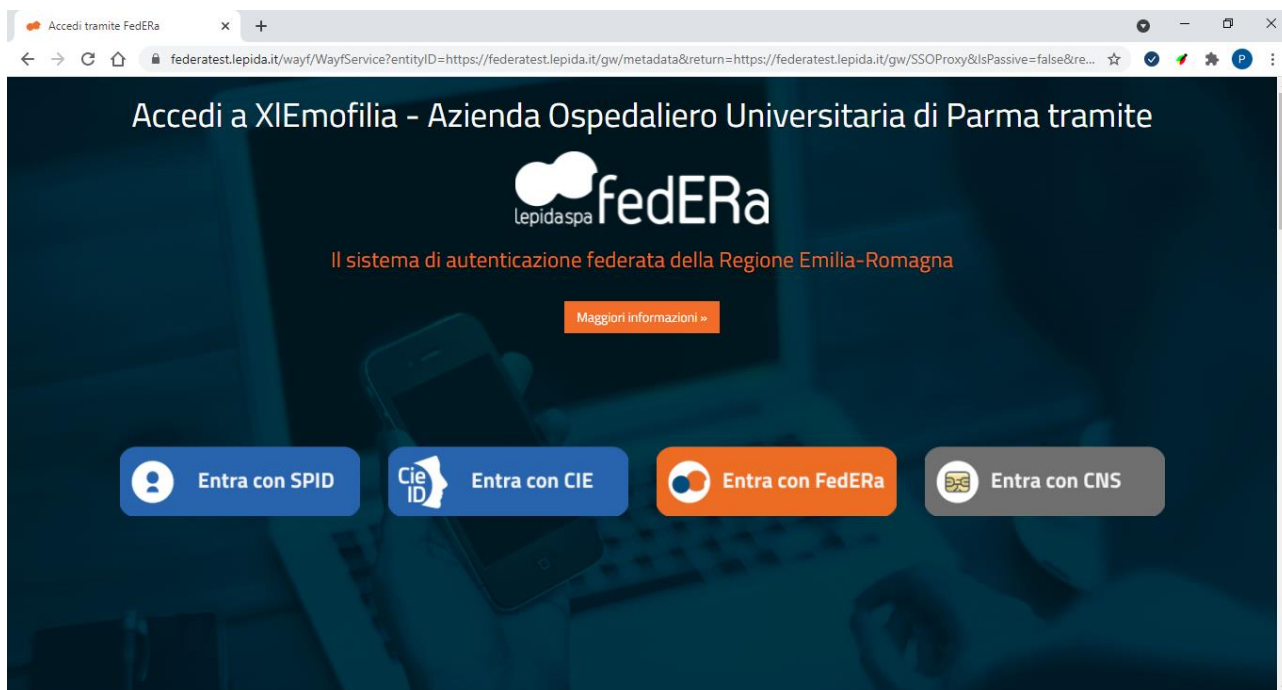 Accedi tramite FedERa
federatest.lepida.it/wayf/WayfService?entityID=https://federatest.lepida.it/gw/metadata&return=https://federatest.lepida.it/gw/SSOProxy&IsPassive=false&re...
P
Accedi a XlEmofilia - Azienda Ospedaliero Universitaria di Parma tramite
lepidaspa fedERa
Il sistema di autenticazione federata della Regione Emilia-Romagna
Maggiori informazioni »
Entra con SPID
Cie ID Entra con CIE
Entra con FedERa
Entra con CNS